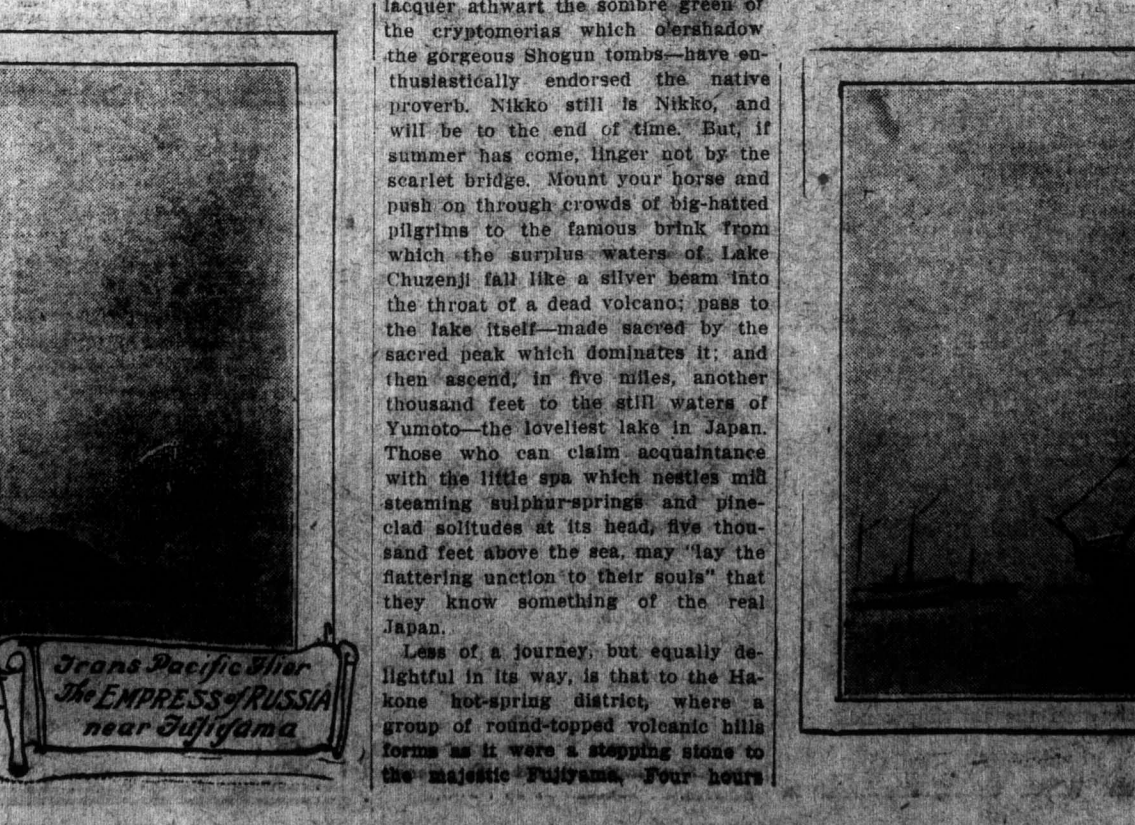 lacquer athwart the sombre green of
the cryptomerias which o'ershadow
the gorgeous Shogun tombs—have en-
thusiastically endorsed the native
proverb. Nikko still is Nikko, and
will be to the end of time. But, if
summer has come, linger not by the
scarlet bridge. Mount your horse and
push on through crowds of big-hatted
pilgrims to the famous brink from
which the surplus waters of Lake
Chuzenji fall like a silver beam into
the throat of a dead volcano; pass to
the lake itself—made sacred by the
sacred peak which dominates it; and
then ascend, in five miles, another
thousand feet to the still waters of
Yumoto—the loveliest lake in Japan.
Those who can claim acquaintance
with the little spa which nestles mid
steaming sulphur-springs and pine-
clad solitudes at its head, five thou-
sand feet above the sea, may "lay the
flattering unction to their souls" that
they know something of the real
Japan.
Less of a journey, but equally de-
lightful in its way, is that to the Ha-
kone hot-spring district, where a
group of round-topped volcanic hills
forms as it were a stepping stone to
the majestic Fujiyama. Four hours
Trans Pacific Flier
The EMPRESS of RUSSIA
near Fujiyama